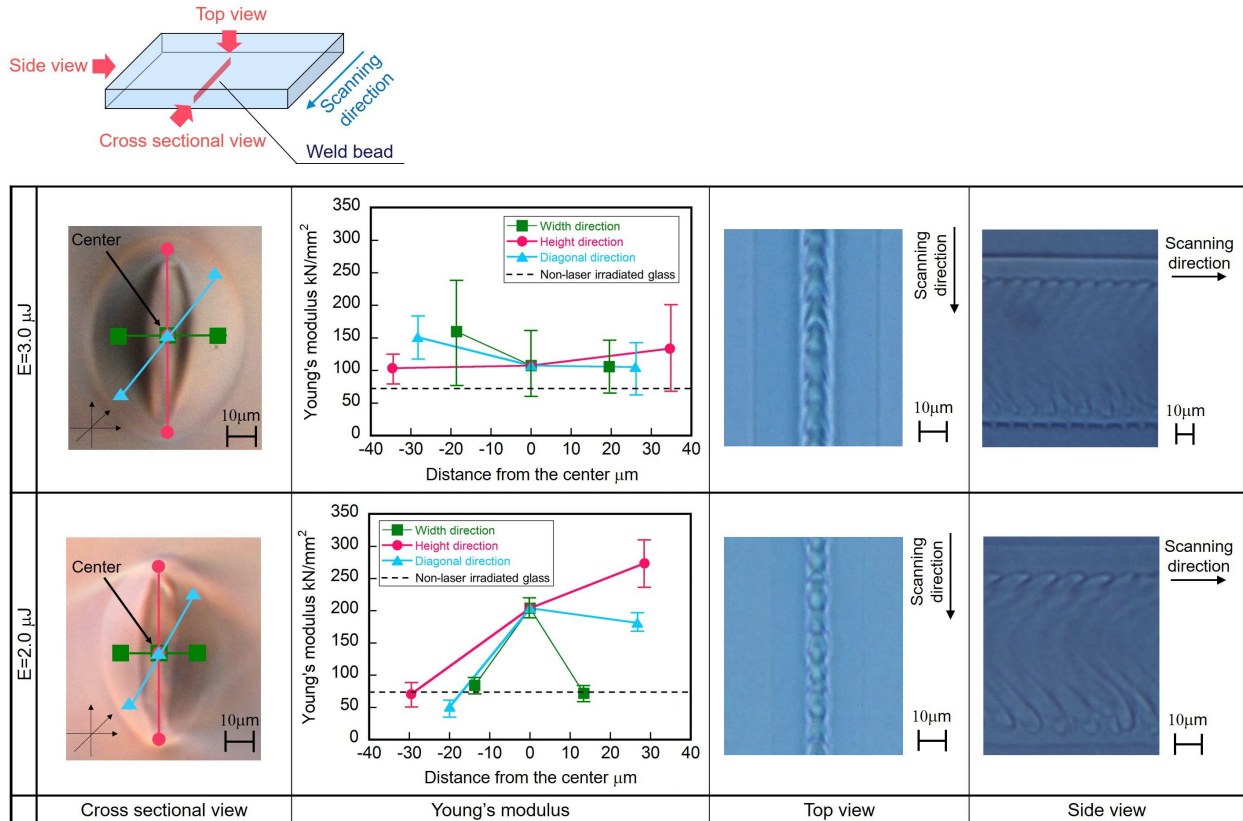 Top view
Side view
Scanning
direction
Cross sectional view
Weld bead
E=3.0 μJ
Center
10μm
Young's modulus kN/mm²
350
300
250
200
150
100
50
0
Width direction
Height direction
Diagonal direction
Non-laser irradiated glass
-40 -30 -20 -10 0 10 20 30 40
Distance from the center μm
Scanning
direction
10μm
Scanning
direction
10μm
E=2.0 μJ
Center
10μm
Young's modulus kN/mm²
350
300
250
200
150
100
50
0
Width direction
Height direction
Diagonal direction
Non-laser irradiated glass
-40 -30 -20 -10 0 10 20 30 40
Distance from the center μm
Scanning
direction
10μm
Scanning
direction
10μm
Cross sectional view
Young's modulus
Top view
Side view